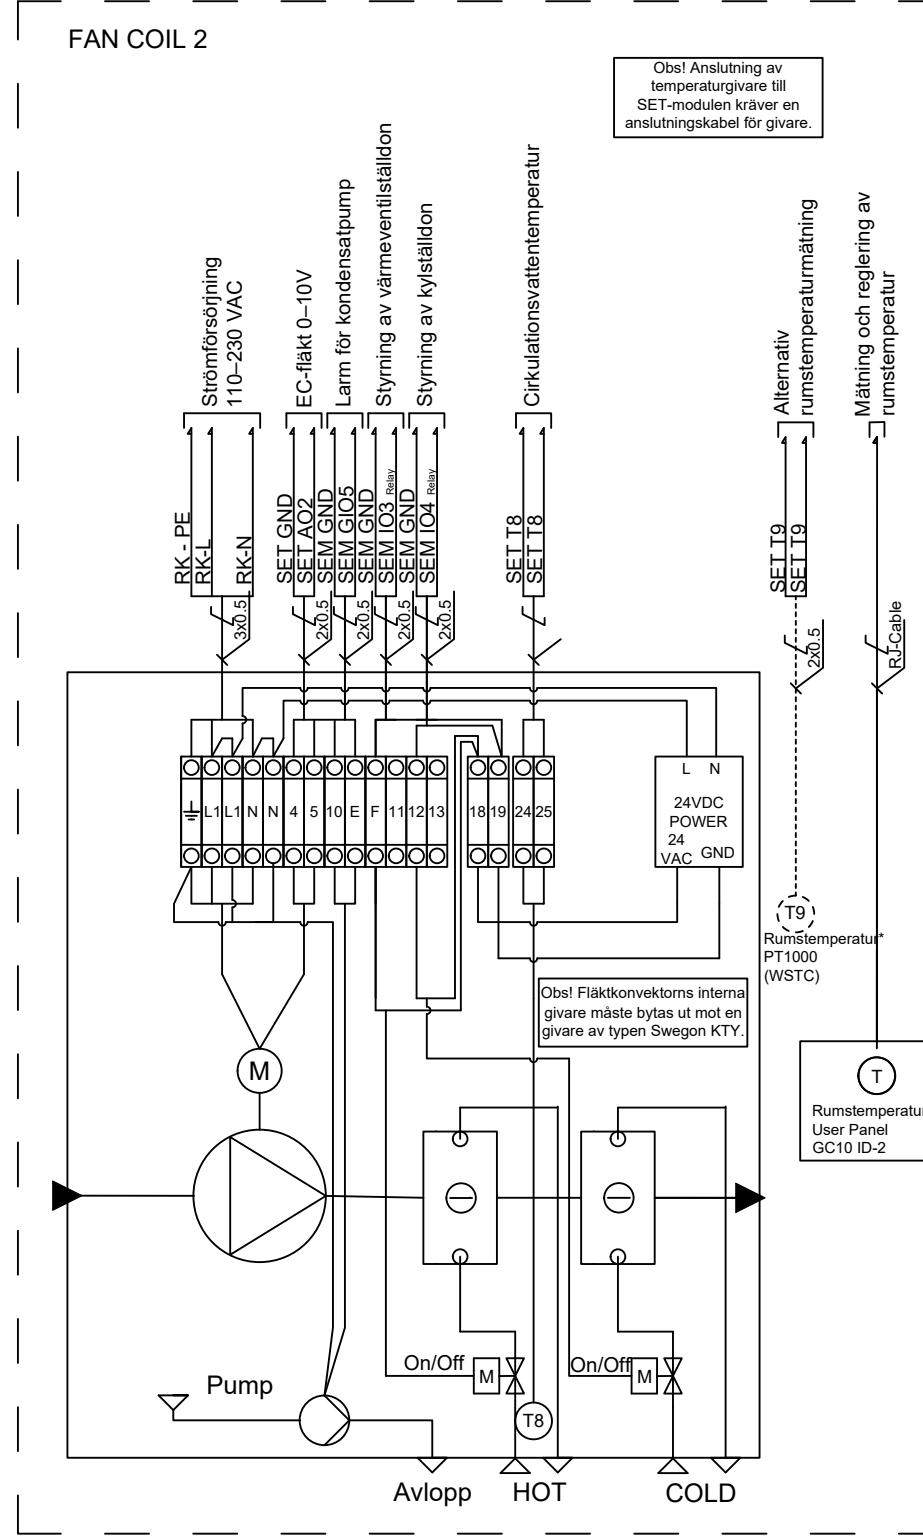 FAN COIL 2
Obs! Anslutning av
temperaturgivare till
SET-modulen kräver en
anslutningskabel för givare.
Strömförsörjning
110–230 VAC
EC-fläkt 0–10V
Larm för kondensatpump
Styrning av värmeventilställdon
Styrning av kylställdon
Cirkulationsvattentemperatur
Alternativ
rumstemperaturmätning
Mätning och reglering av
rumstemperatur
RK - PE
RK-L
RK-N
SET GND
SET AO2
SEM GND
SEM GIO5
SEM GND
SEM IO3 Relay
SEM GND
SEM IO4 Relay
SET T8
SET T8
SET T9
SET T9
3x0.5
2x0.5
2x0.5
2x0.5
2x0.5
2x0.5
RJ-Cable
L1 L1 N N 4 5 10 E F 11 12 13 18 19 24 25
L N
24VDC
POWER
24
VAC GND
T9
Rumstemperatur*
PT1000
(WSTC)
Obs! Fläktkonvektorns interna
givare måste bytas ut mot en
givare av typen Swegon KTY.
M
T
Rumstemperatur
User Panel
GC10 ID-2
On/Off M
On/Off M
Pump
T8
Avlopp HOT COLD